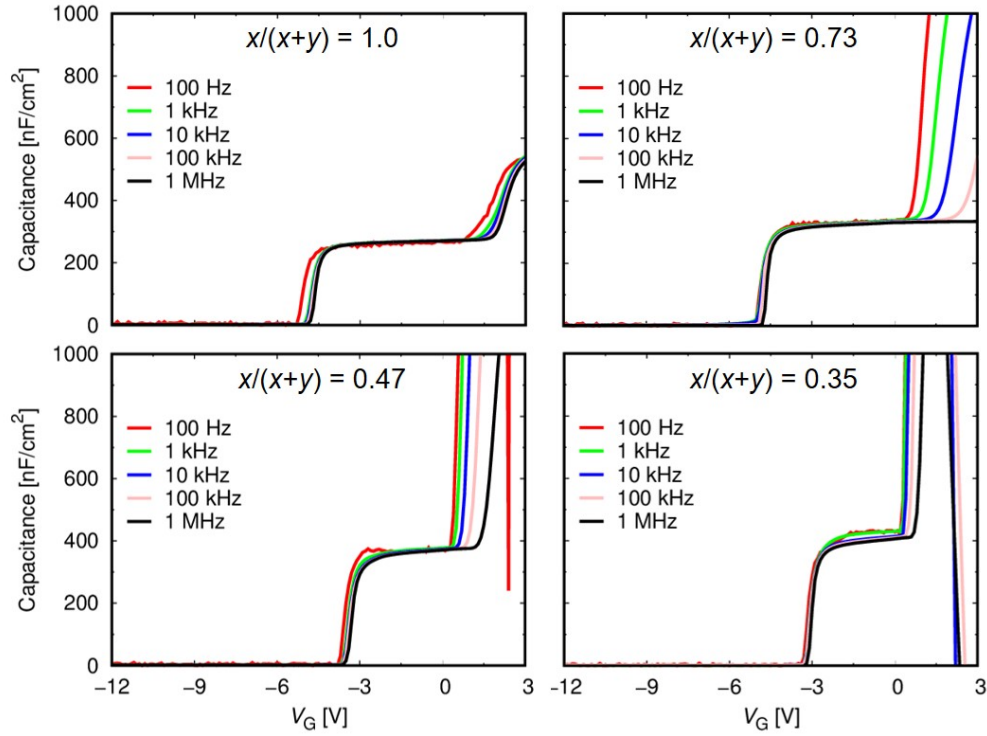 x/(x+y) = 1.0
1000
800
600
400
200
0
Capacitance [nF/cm²]
100 Hz
1 kHz
10 kHz
100 kHz
1 MHz
x/(x+y) = 0.73
100 Hz
1 kHz
10 kHz
100 kHz
1 MHz
x/(x+y) = 0.47
1000
800
600
400
200
0
Capacitance [nF/cm²]
100 Hz
1 kHz
10 kHz
100 kHz
1 MHz
−12 −9 −6 −3 0 3
VG [V]
x/(x+y) = 0.35
100 Hz
1 kHz
10 kHz
100 kHz
1 MHz
−12 −9 −6 −3 0 3
VG [V]